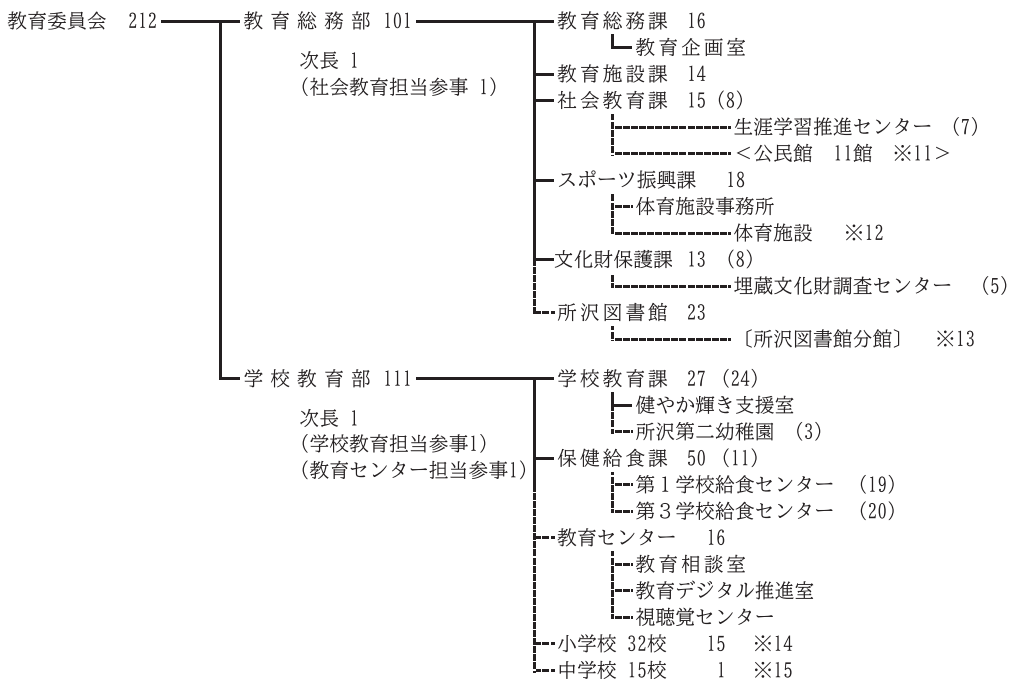 教育委員会 212 教育総務部 101 教育総務課 16
教育企画室
次長 1
(社会教育担当参事 1)
教育施設課 14
社会教育課 15 (8)
生涯学習推進センター (7)
<公民館 11館 ※11>
スポーツ振興課 18
体育施設事務所
体育施設 ※12
文化財保護課 13 (8)
埋蔵文化財調査センター (5)
所沢図書館 23
〔所沢図書館分館〕 ※13
学校教育部 111 学校教育課 27 (24)
健やか輝き支援室
次長 1
(学校教育担当参事1)
(教育センター担当参事1)
所沢第二幼稚園 (3)
保健給食課 50 (11)
第1学校給食センター (19)
第3学校給食センター (20)
教育センター 16
教育相談室
教育デジタル推進室
視聴覚センター
小学校 32校 15 ※14
中学校 15校 1 ※15